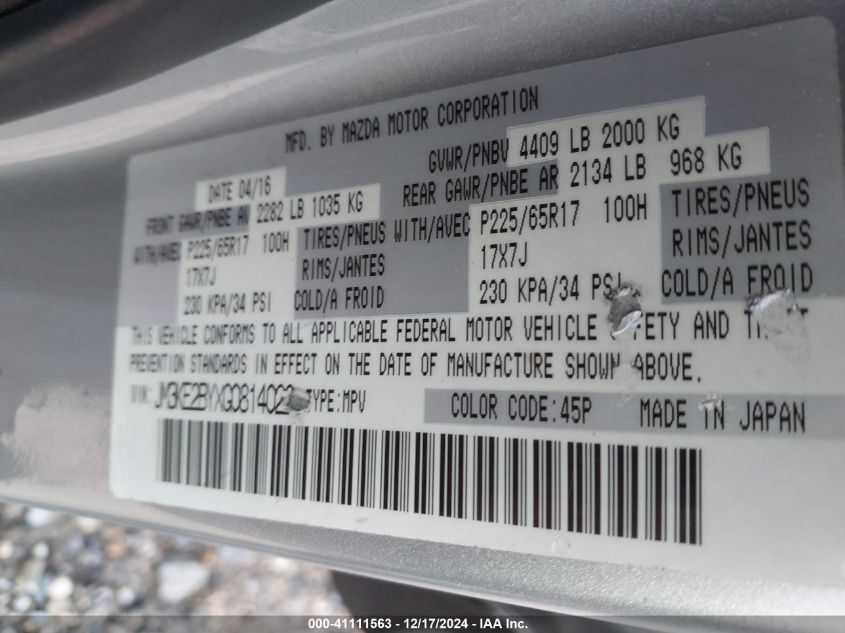 MFD. BY MAZDA MOTOR CORPORATION
DATE 04/16 GVWR/PNBV 4409 LB 2000 KG
FRONT GAWR/PNBE AV 2282 LB 1035 KG REAR GAWR/PNBE AR 2134 LB 968 KG
WITH/AVEC P225/65R17 100H TIRES/PNEUS WITH/AVEC P225/65R17 100H TIRES/PNEUS
17X7J RIMS/JANTES 17X7J RIMS/JANTES
230 KPA/34 PSI COLD/A FROID 230 KPA/34 PSI COLD/A FROID
THIS VEHICLE CONFORMS TO ALL APPLICABLE FEDERAL MOTOR VEHICLE SAFETY AND THEFT
PREVENTION STANDARDS IN EFFECT ON THE DATE OF MANUFACTURE SHOWN ABOVE.
VIN: TYPE:MPV COLOR CODE:45P MADE IN JAPAN
000-41111563 - 12/17/2024 - IAA Inc.